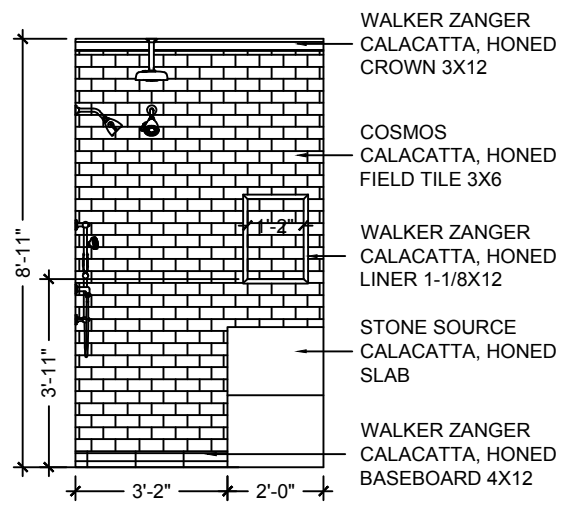 WALKER ZANGER
CALACATTA, HONED
CROWN 3X12
COSMOS
CALACATTA, HONED
FIELD TILE 3X6
1'-2"
WALKER ZANGER
CALACATTA, HONED
LINER 1-1/8X12
8'-11"
3'-11"
STONE SOURCE
CALACATTA, HONED
SLAB
WALKER ZANGER
CALACATTA, HONED
BASEBOARD 4X12
3'-2"
2'-0"